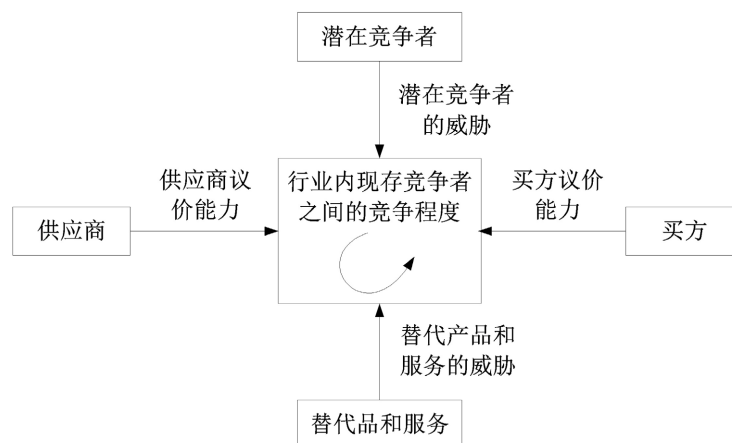 潜在竞争者
潜在竞争者
的威胁
供应商议
价能力
行业内现存竞争者
之间的竞争程度
买方议价
能力
供应商
买方
替代产品和
服务的威胁
替代品和服务